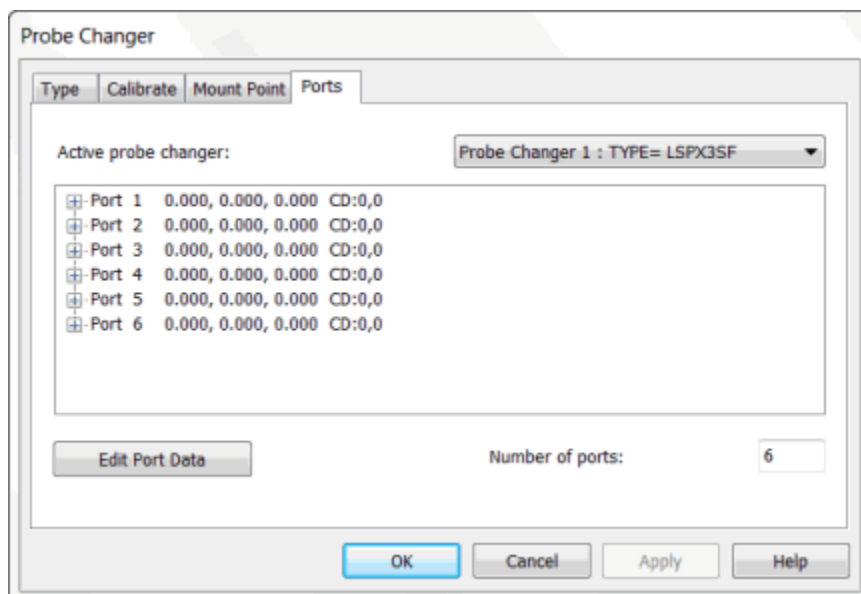 Probe Changer
Type Calibrate Mount Point Ports
Active probe changer: Probe Changer 1 : TYPE= LSPX3SF
Port 1 0.000, 0.000, 0.000 CD:0,0
Port 2 0.000, 0.000, 0.000 CD:0,0
Port 3 0.000, 0.000, 0.000 CD:0,0
Port 4 0.000, 0.000, 0.000 CD:0,0
Port 5 0.000, 0.000, 0.000 CD:0,0
Port 6 0.000, 0.000, 0.000 CD:0,0
Edit Port Data Number of ports: 6
OK Cancel Apply Help